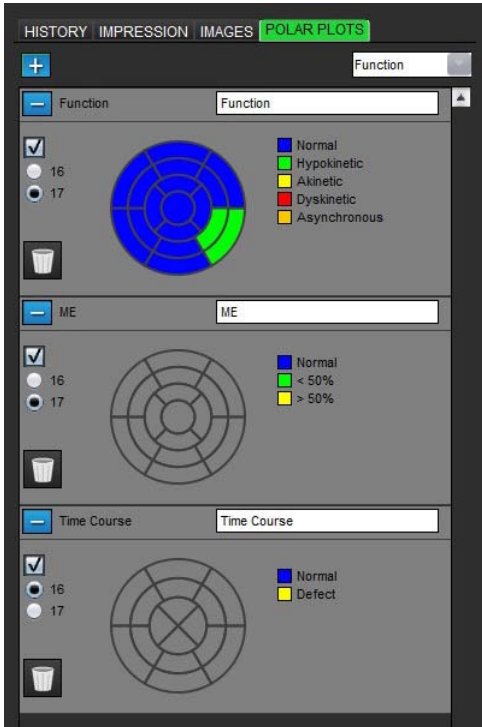 HISTORY IMPRESSION IMAGES POLAR PLOTS
+ Function
− Function Function
16
17
Normal
Hypokinetic
Akinetic
Dyskinetic
Asynchronous
− ME ME
16
17
Normal
< 50%
> 50%
− Time Course Time Course
16
17
Normal
Defect